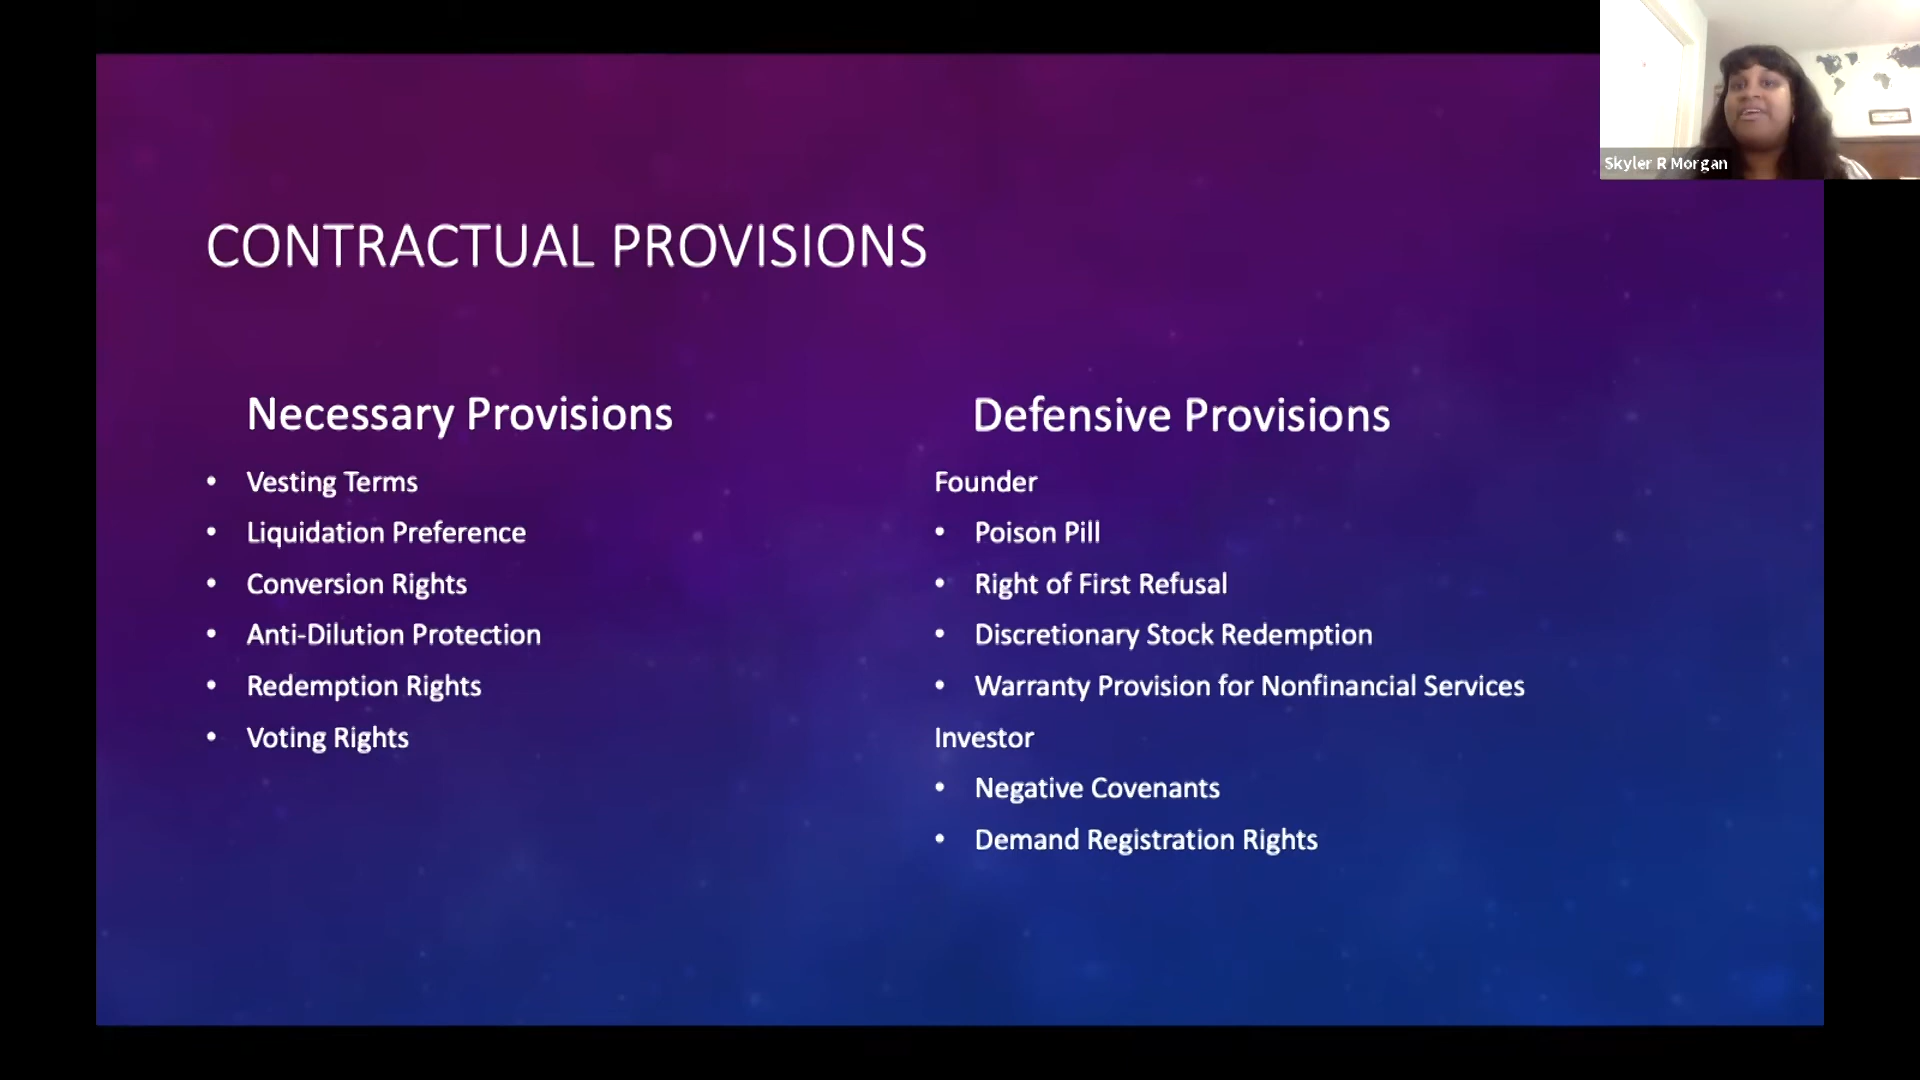 Skyler R Morgan
CONTRACTUAL PROVISIONS
Necessary Provisions
• Vesting Terms
• Liquidation Preference
• Conversion Rights
• Anti-Dilution Protection
• Redemption Rights
• Voting Rights
Defensive Provisions
Founder
• Poison Pill
• Right of First Refusal
• Discretionary Stock Redemption
• Warranty Provision for Nonfinancial Services
Investor
• Negative Covenants
• Demand Registration Rights